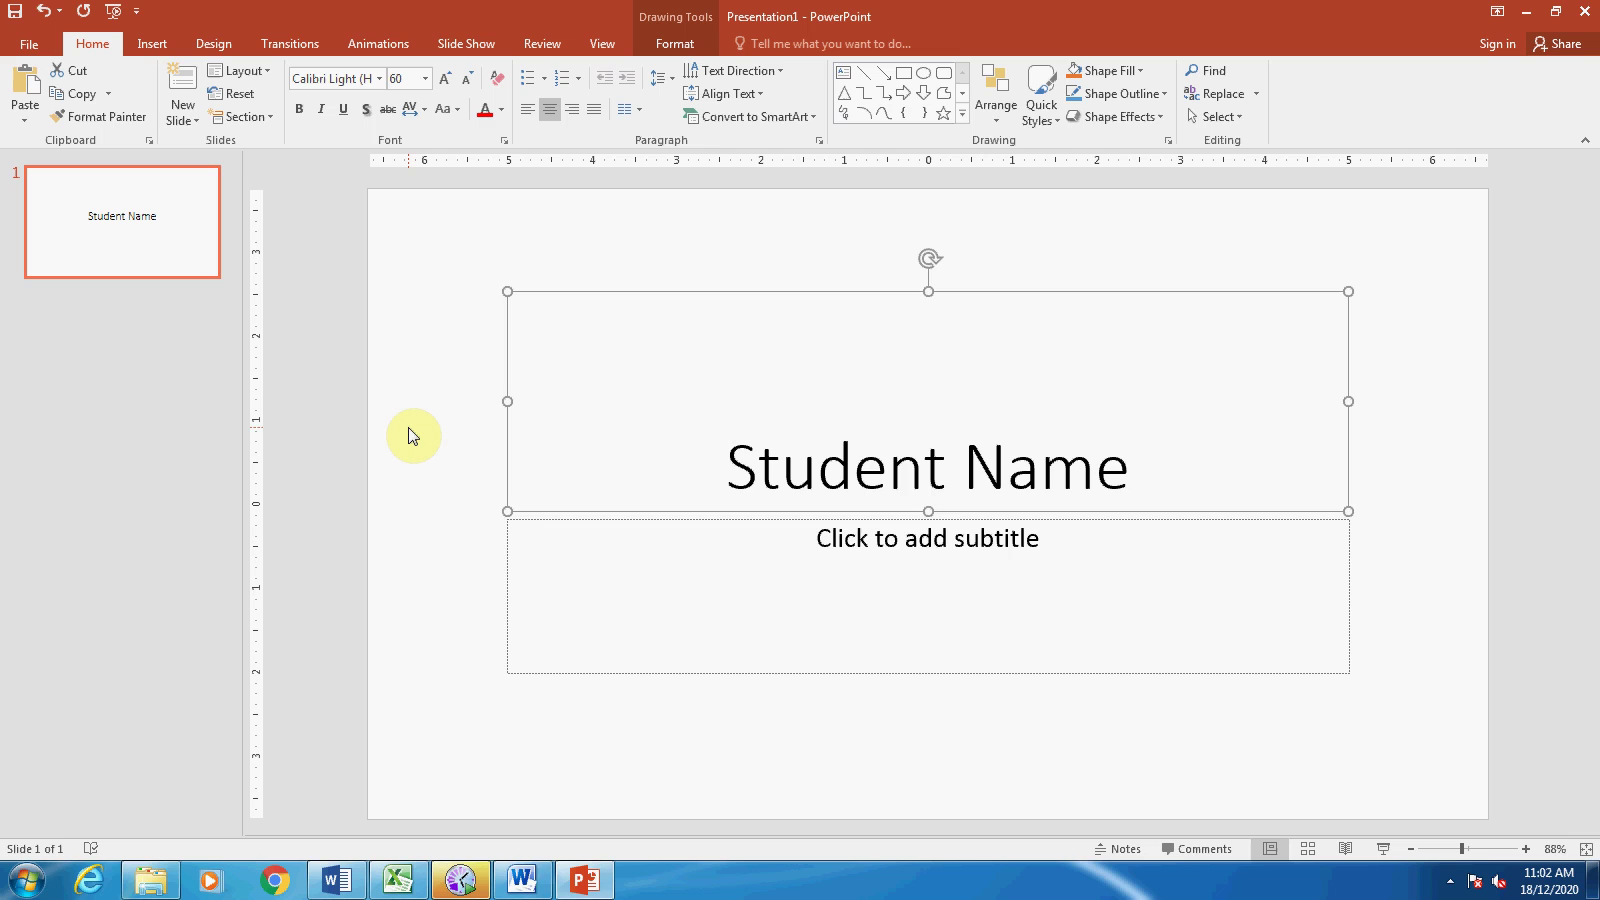 Drawing Tools
Presentation1 - PowerPoint
File
Home
Insert
Design
Transitions
Animations
Slide Show
Review
View
Format
Tell me what you want to do...
Sign in
Share
Paste
Cut
Copy
Format Painter
Clipboard
New
Slide
Layout
Reset
Section
Slides
Calibri Light (H
60
B
I
U
S
abc
AV
Aa
A
Font
Text Direction
Align Text
Convert to SmartArt
Paragraph
Arrange
Quick
Styles
Shape Fill
Shape Outline
Shape Effects
Drawing
Find
Replace
Select
Editing
6 5 4 3 2 1 0 1 2 3 4 5 6
3
2
1
0
1
2
3
1
Student Name
Student Name
Click to add subtitle
Slide 1 of 1
Notes
Comments
88%
11:02 AM
18/12/2020